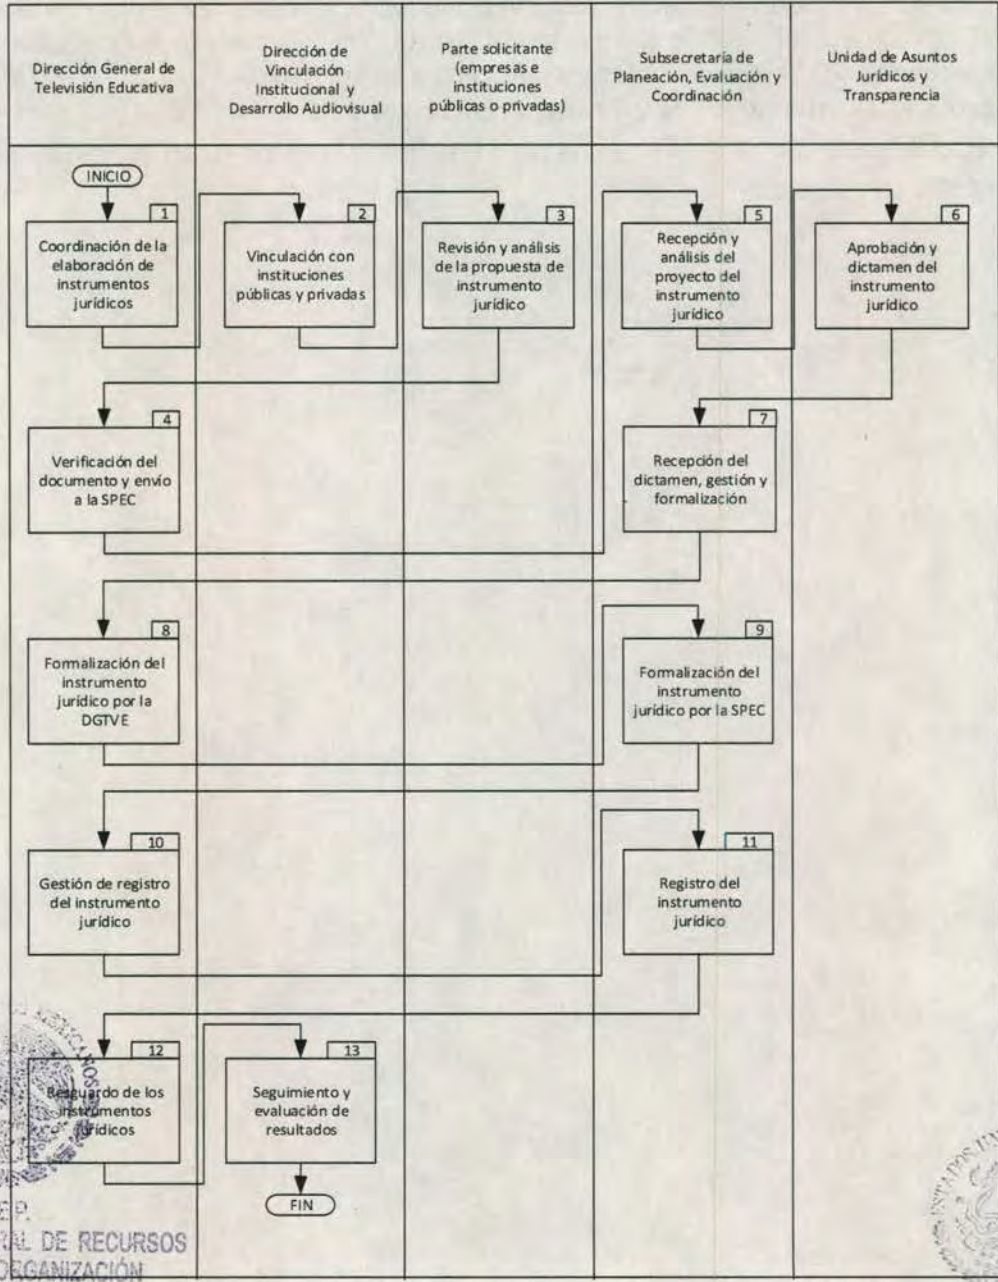 Dirección General de
Televisión Educativa
Dirección de
Vinculación
Institucional y
Desarrollo Audiovisual
Parte solicitante
(empresas e
instituciones
públicas o privadas)
Subsecretaría de
Planeación, Evaluación y
Coordinación
Unidad de Asuntos
Jurídicos y
Transparencia
INICIO
1
Coordinación de la
elaboración de
instrumentos
jurídicos
2
Vinculación con
instituciones
públicas y privadas
3
Revisión y análisis
de la propuesta de
instrumento
jurídico
5
Recepción y
análisis del
proyecto del
instrumento
jurídico
6
Aprobación y
dictamen del
instrumento
jurídico
4
Verificación del
documento y envío
a la SPEC
7
Recepción del
dictamen, gestión y
formalización
8
Formalización del
instrumento
jurídico por la
DGTVE
9
Formalización del
instrumento
jurídico por la SPEC
10
Gestión de registro
del instrumento
jurídico
11
Registro del
instrumento
jurídico
12
Resguardo de los
instrumentos
jurídicos
13
Seguimiento y
evaluación de
resultados
FIN
DE RECURSOS
ORGANIZACIÓN